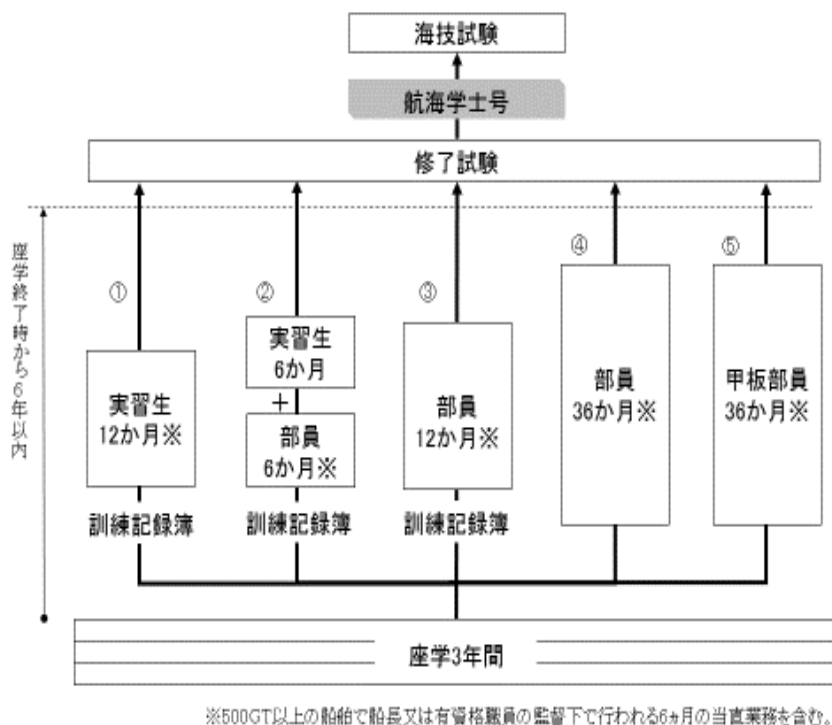 海技試験
航海学士号
修了試験
座学終了時から6年以内
①
②
③
④
⑤
実習生
12か月※
訓練記録簿
実習生
6か月
+
部員
6か月※
訓練記録簿
部員
12か月※
訓練記録簿
部員
36か月※
甲板部員
36か月※
座学3年間
※500GT以上の船舶で船長又は有資格職員の監督下で行われる6ヵ月の当直業務を含む。